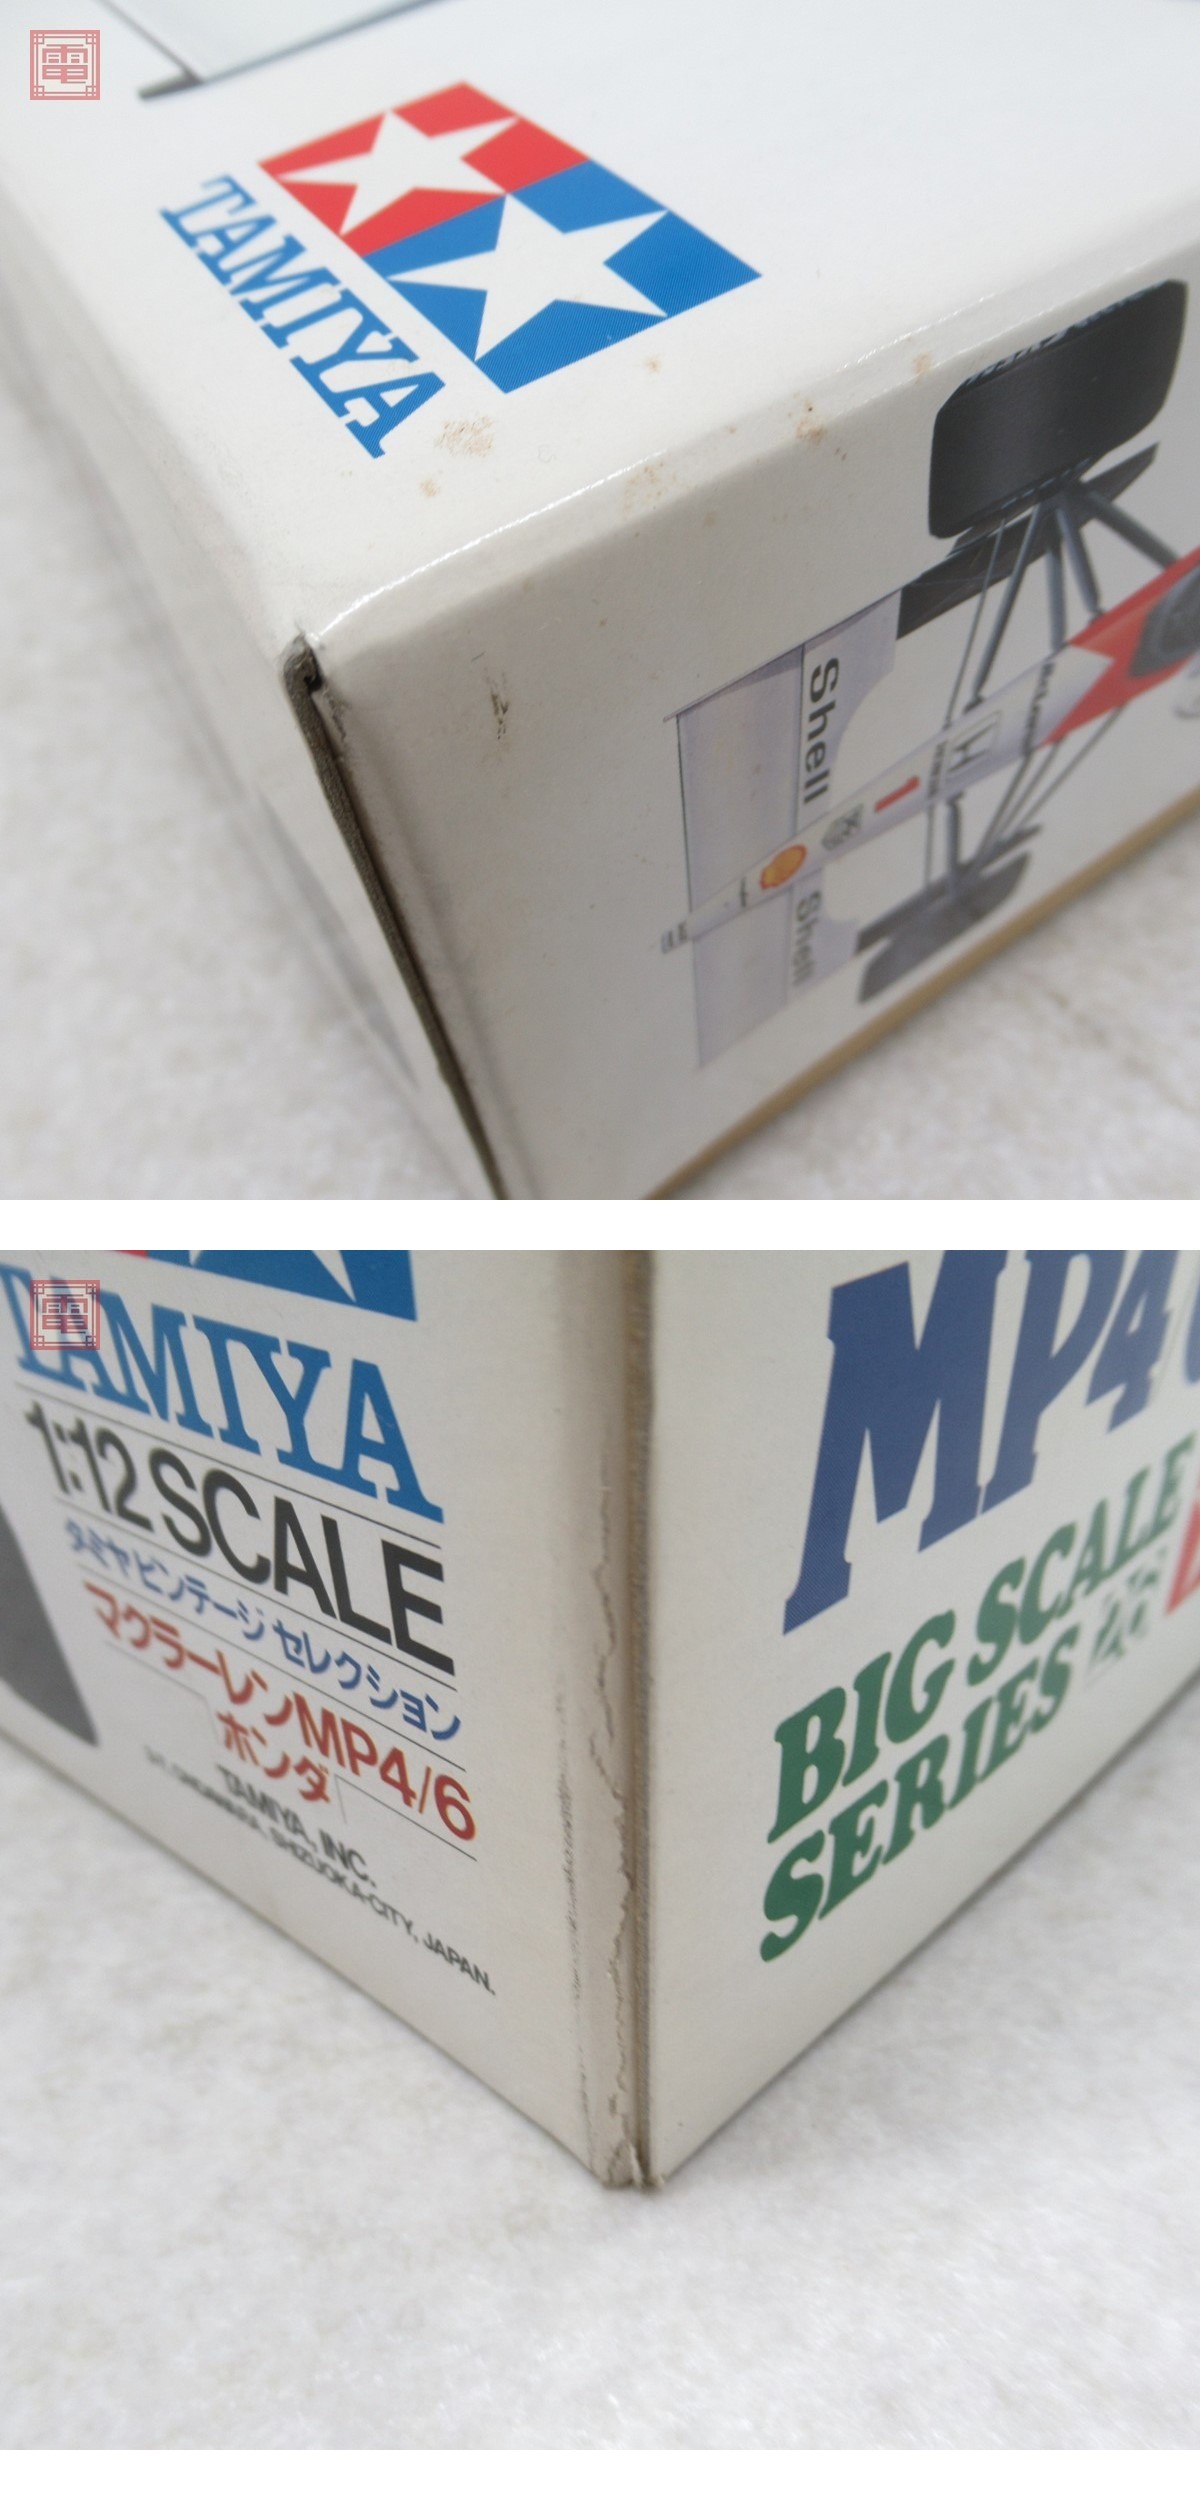 電
TAMIYA
Shell
1
Shell
電
TAMIYA
1:12 SCALE
タミヤ ビンテージ セレクション
マクラーレンMP4/6
ホンダ
TAMIYA, INC.
SHIZUOKA-CITY, JAPAN.
MP4
BIG SCALE
SERIES